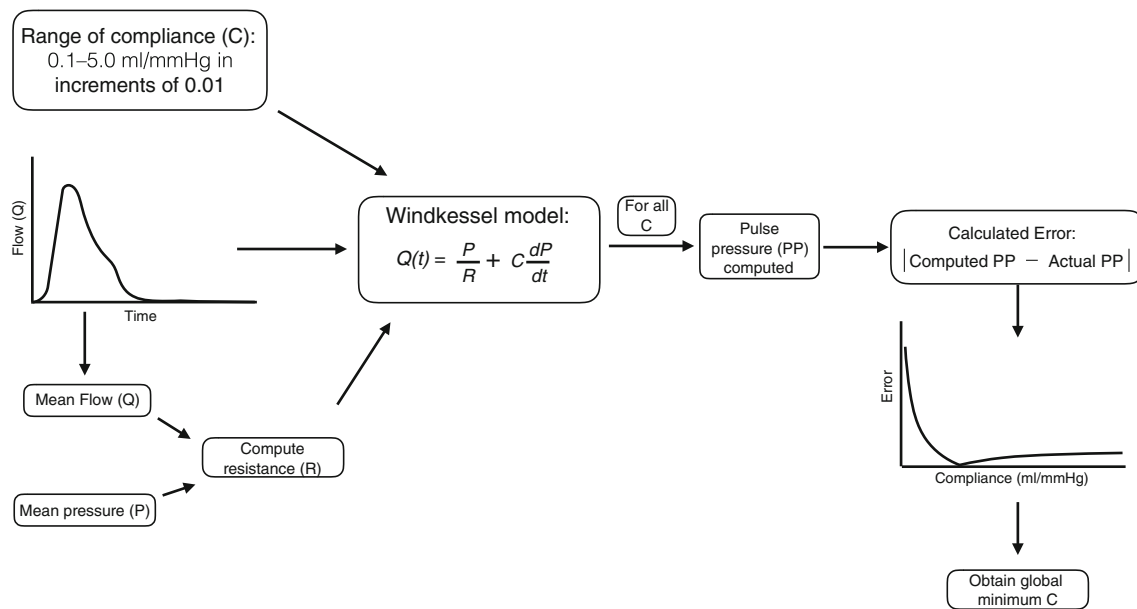 Range of compliance (C):
0.1–5.0 ml/mmHg in
increments of 0.01
Flow (Q)
Time
Mean Flow (Q)
Mean pressure (P)
Compute
resistance (R)
Windkessel model:
Q(t) = P/R + C dP/dt
For all
C
Pulse
pressure (PP)
computed
Calculated Error:
|Computed PP − Actual PP|
Error
Compliance (ml/mmHg)
Obtain global
minimum C